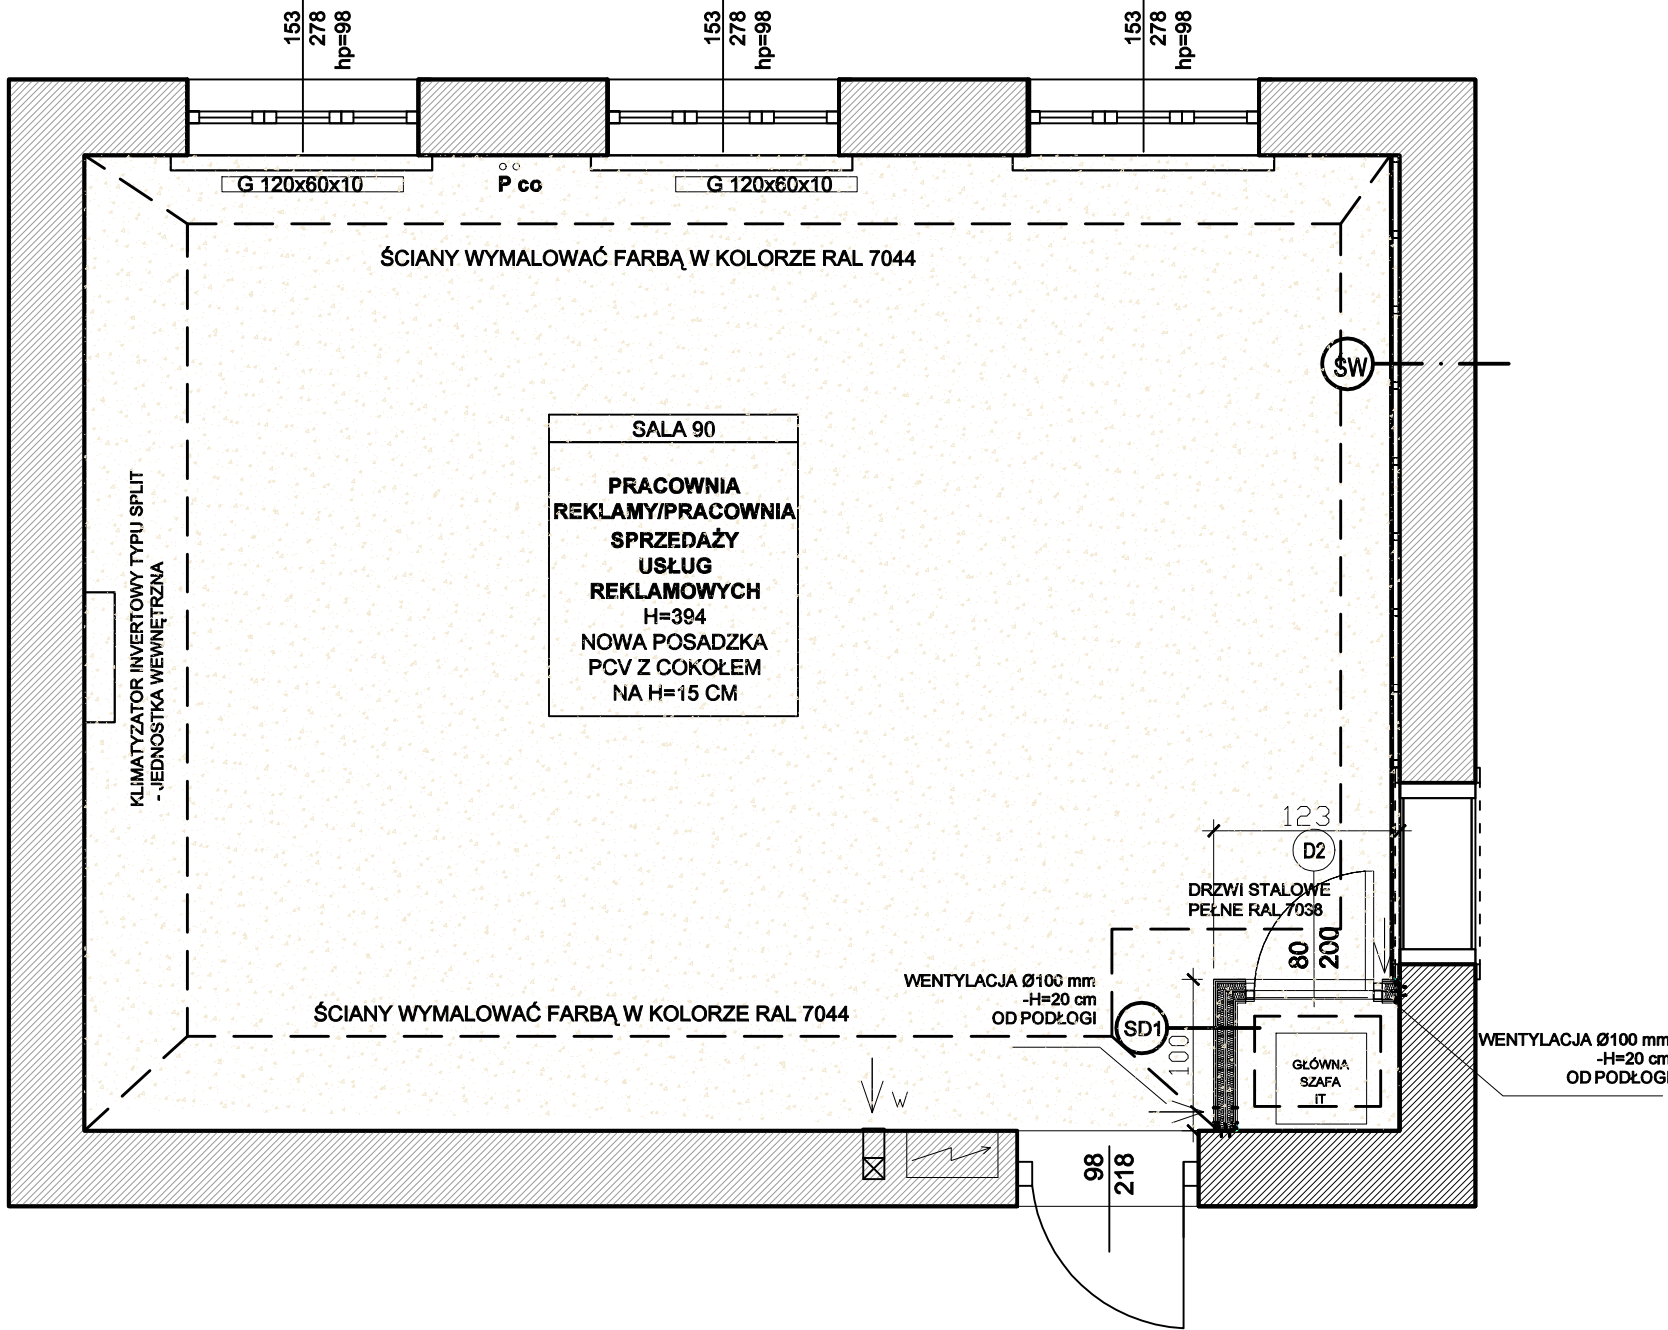 153
278
hp=98
153
278
hp=98
153
278
hp=98
G 120x60x10
P co
G 120x60x10
ŚCIANY WYMALOWAĆ FARBĄ W KOLORZE RAL 7044
ŚW
SALA 90
PRACOWNIA
REKLAMY/PRACOWNIA
SPRZEDAŻY
USŁUG
REKLAMOWYCH
H=394
NOWA POSADZKA
PCV Z COKOŁEM
NA H=15 CM
KLIMATYZATOR INVERTOWY TYPU SPLIT
- JEDNOSTKA WEWNĘTRZNA
123
D2
DRZWI STALOWE
PEŁNE RAL 7038
80
200
WENTYLACJA Ø100 mm
-H=20 cm
OD PODŁOGI
ŚCIANY WYMALOWAĆ FARBĄ W KOLORZE RAL 7044
SD1
100
GŁÓWNA
SZAFA
IT
WENTYLACJA Ø100 mm
-H=20 cm
OD PODŁOGI
W
98
218